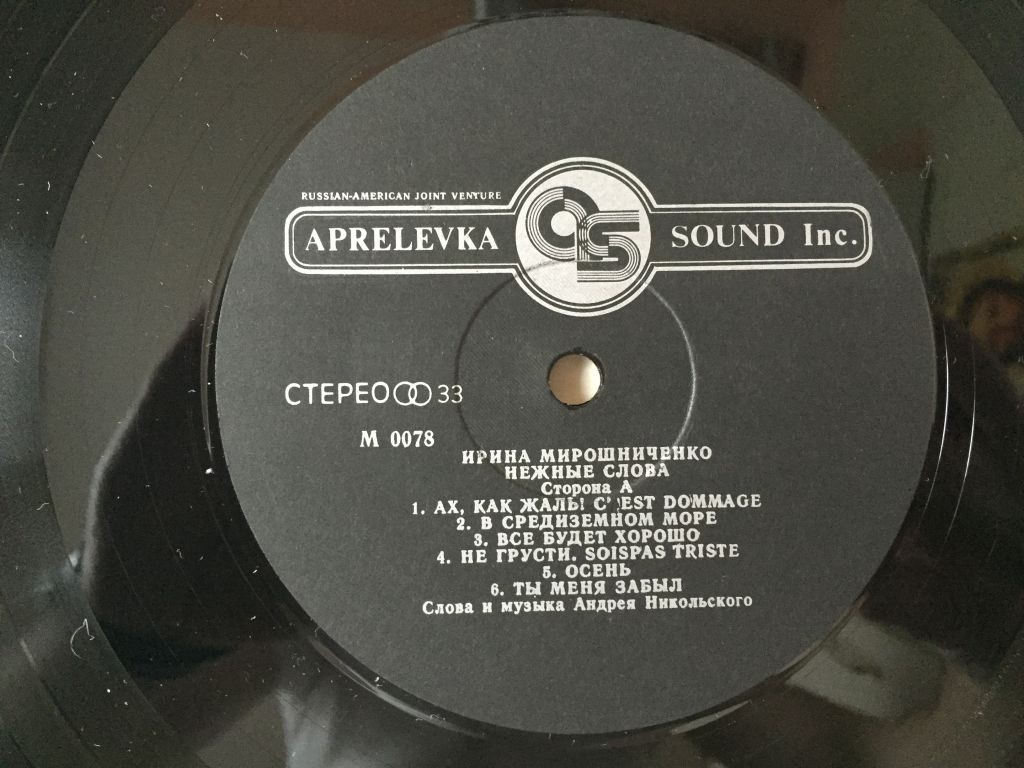 RUSSIAN-AMERICAN JOINT VENTURE
APRELEVKA SOUND Inc.
СТЕРЕО 33
М 0078
ИРИНА МИРОШНИЧЕНКО
НЕЖНЫЕ СЛОВА
Сторона А
1. АХ, КАК ЖАЛЬ! C'EST DOMMAGE
2. В СРЕДИЗЕМНОМ МОРЕ
3. ВСЕ БУДЕТ ХОРОШО
4. НЕ ГРУСТИ. SOISPAS TRISTE
5. ОСЕНЬ
6. ТЫ МЕНЯ ЗАБЫЛ
Слова и музыка Андрея Никольского